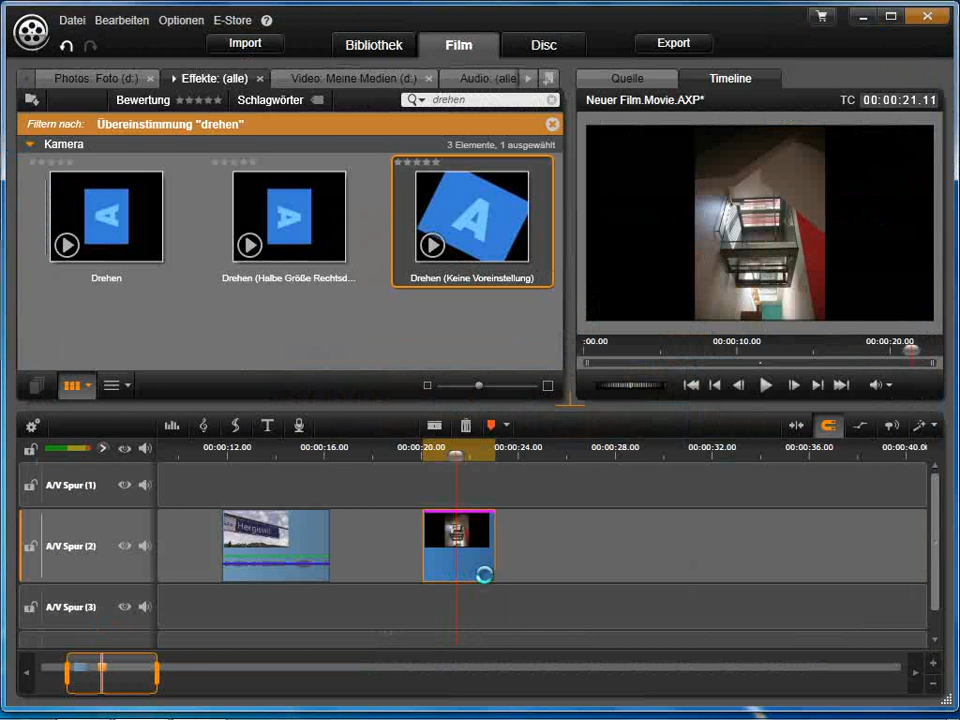 Datei Bearbeiten Optionen E-Store ?
Import Bibliothek Film Disc Export
Photos: Foto (d:) Effekte: (alle) Video: Meine Medien (d:) Audio: (alle
Quelle Timeline
Bewertung Schlagwörter drehen
Neuer Film.Movie.AXP* TC 00:00:21.11
Filtern nach: Übereinstimmung "drehen"
Kamera 3 Elemente, 1 ausgewählt
A A A
Drehen Drehen (Halbe Größe Rechtsd... Drehen (Keine Voreinstellung)
:00.00 00:00:10.00 00:00:20.00
T
00:00:12.00 00:00:16.00 00:00:20.00 00:00:24.00 00:00:28.00 00:00:32.00 00:00:36.00 00:00:40.0
A/V Spur (1)
A/V Spur (2)
Hergiswil
A/V Spur (3)